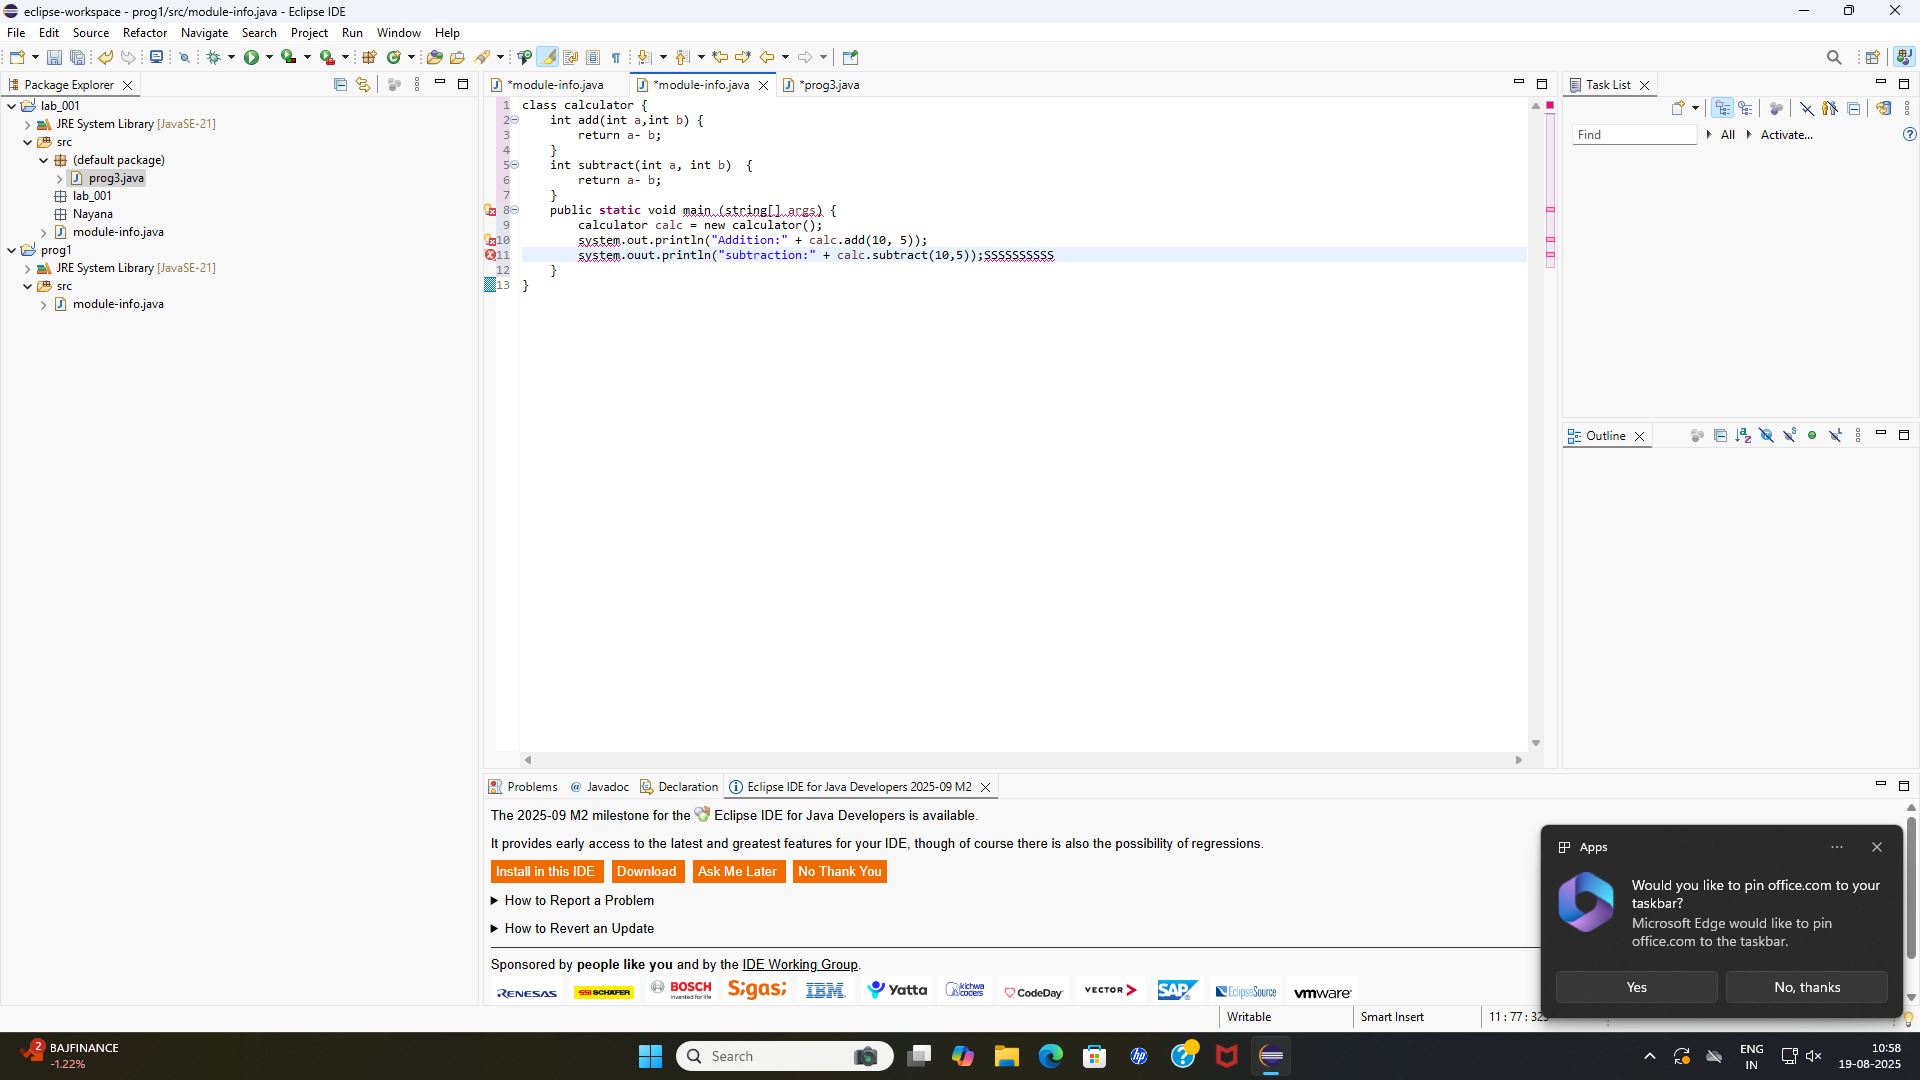 eclipse-workspace - prog1/src/module-info.java - Eclipse IDE
File Edit Source Refactor Navigate Search Project Run Window Help
Package Explorer
lab_001
JRE System Library [JavaSE-21]
src
(default package)
prog3.java
lab_001
Nayana
module-info.java
prog1
JRE System Library [JavaSE-21]
src
module-info.java
*module-info.java *module-info.java *prog3.java
1 class calculator {
2 int add(int a,int b) {
3 return a- b;
4 }
5 int subtract(int a, int b) {
6 return a- b;
7 }
8 public static void main (string[] args) {
9 calculator calc = new calculator();
10 system.out.println("Addition:" + calc.add(10, 5));
11 system.ouut.println("subtraction:" + calc.subtract(10,5));SSSSSSSSSS
12 }
13 }
Task List
Find All Activate...
Outline
Problems @ Javadoc Declaration Eclipse IDE for Java Developers 2025-09 M2
The 2025-09 M2 milestone for the Eclipse IDE for Java Developers is available.
It provides early access to the latest and greatest features for your IDE, though of course there is also the possibility of regressions.
Install in this IDE Download Ask Me Later No Thank You
How to Report a Problem
How to Revert an Update
Sponsored by people like you and by the IDE Working Group.
RENESAS SSI SCHÄFER BOSCH Invented for life Sigasi IBM Yatta kichwa coders CodeDay VECTOR SAP EclipseSource vmware
Writable Smart Insert 11 : 77 : 323
Apps
Would you like to pin office.com to your
taskbar?
Microsoft Edge would like to pin
office.com to the taskbar.
Yes No, thanks
2 BAJFINANCE
-1.22%
Search
ENG
IN
10:58
19-08-2025